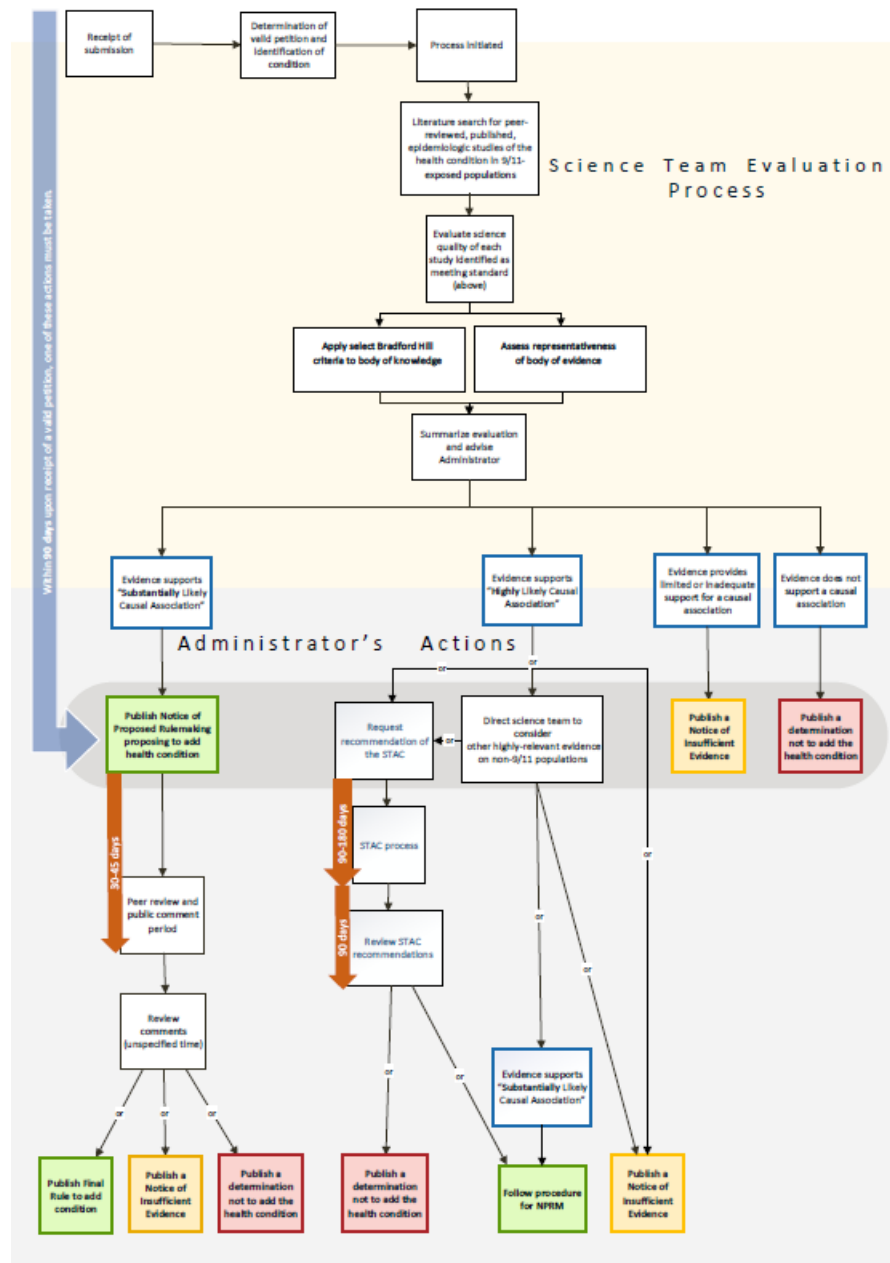 Receipt of
submission
Determination of
valid petition and
identification of
condition
Process initiated
Literature search for peer-
reviewed, published,
epidemiologic studies of the
health condition in 9/11-
exposed populations
Science Team Evaluation
Process
Evaluate science
quality of each
study identified as
meeting standard
(above)
Apply select Bradford Hill
criteria to body of knowledge
Assess representativeness
of body of evidence
Summarize evaluation
and advise
Administrator
Within 90 days upon receipt of a valid petition, one of these actions must be taken.
Evidence supports
"Substantially Likely
Causal Association"
Evidence supports
"Highly Likely Causal
Association"
Evidence provides
limited or inadequate
support for a causal
association
Evidence does not
support a causal
association
Administrator's Actions
or
or
or
Publish Notice of
Proposed Rulemaking
proposing to add
health condition
Request
recommendation of
the STAC
or
Direct science team to
consider
other highly-relevant evidence
on non-9/11 populations
Publish a
Notice of
Insufficient
Evidence
Publish a
determination
not to add the
health condition
30-45 days
90-180 days
STAC process
or
Peer review and
public comment
period
90 days
Review STAC
recommendations
or
or
Review
comments
(unspecified time)
Evidence supports
"Substantially Likely
Causal Association"
or
or
or
or
or
Publish Final
Rule to add
condition
Publish a
Notice of
Insufficient
Evidence
Publish a
determination
not to add the
health condition
Publish a
determination
not to add the
health condition
Follow procedure
for NPRM
Publish a
Notice of
Insufficient
Evidence